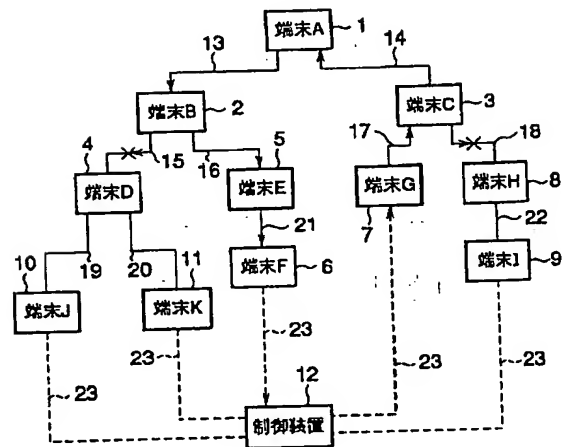 端末A 1
13 14
端末B 2
端末C 3
4 15 16 5 17 18
端末D 端末E 端末G 端末H 8
7
10 19 20 11 21 22
端末J 端末K 端末F 6 端末I 9
23 23 23 23 23
12
制御装置